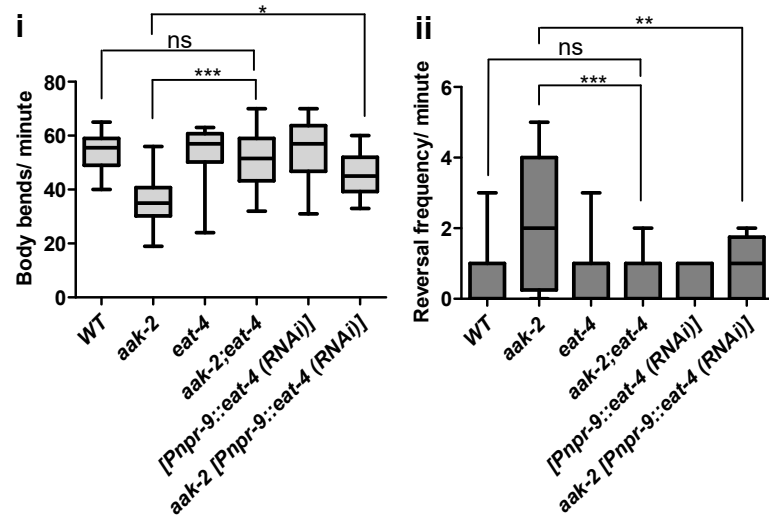 i
*
ns
***
80
60
40
20
0
Body bends/ minute
WT
aak-2
eat-4
aak-2;eat-4
[Pnpr-9::eat-4 (RNAi)]
aak-2 [Pnpr-9::eat-4 (RNAi)]
ii
**
ns
***
6
4
2
0
Reversal frequency/ minute
WT
aak-2
eat-4
aak-2;eat-4
[Pnpr-9::eat-4 (RNAi)]
aak-2 [Pnpr-9::eat-4 (RNAi)]